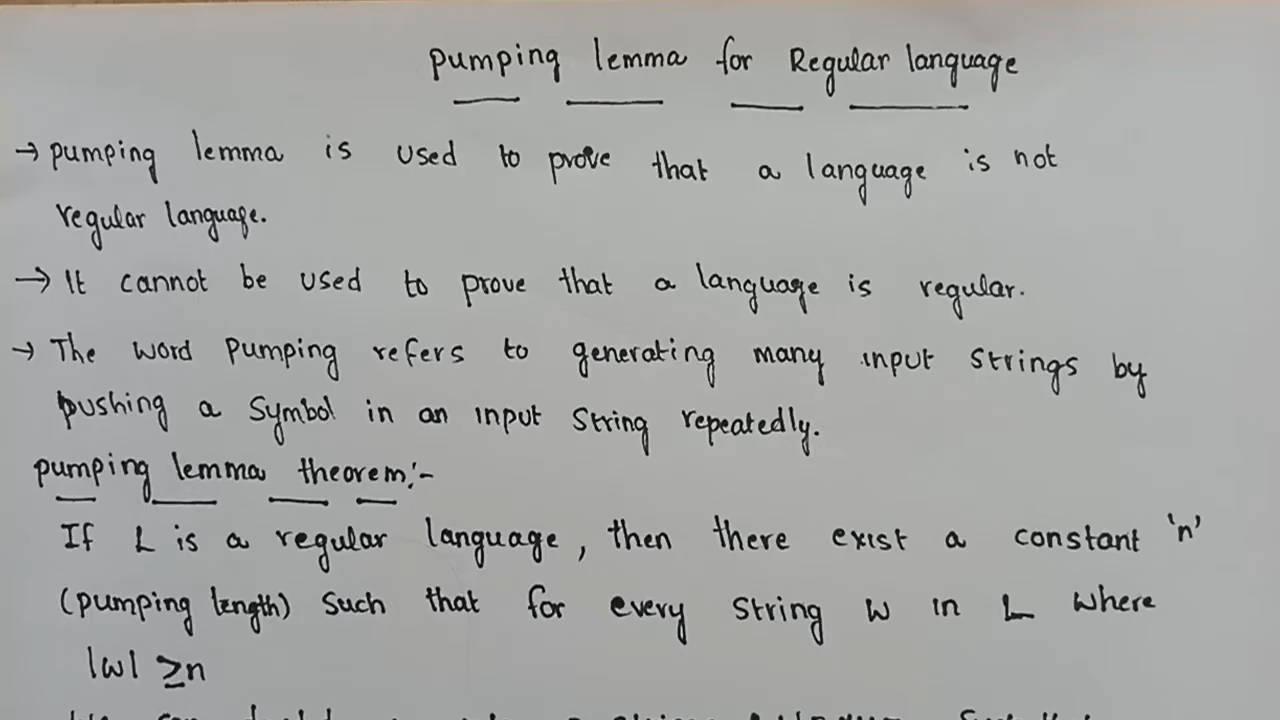 Pumping lemma for Regular language
→ pumping lemma is used to prove that a language is not
regular language.
→ It cannot be used to prove that a language is regular.
→ The word pumping refers to generating many input strings by
pushing a symbol in an input string repeatedly.
pumping lemma theorem:-
If L is a regular language, then there exist a constant 'n'
(pumping length) such that for every string w in L where
|w| ≥n